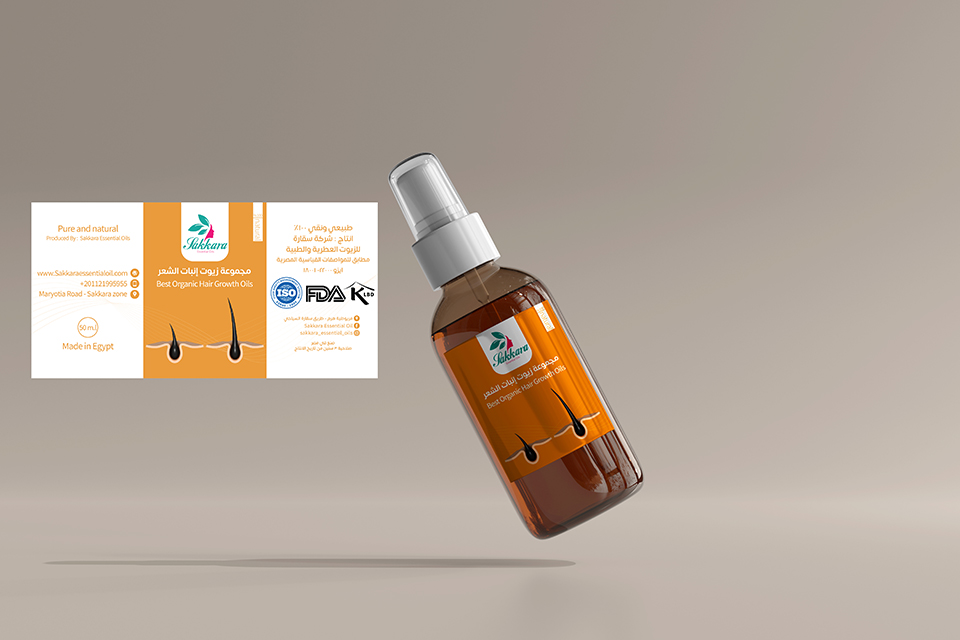 Pure and natural
Produced By : Sakkara Essential Oils
www.Sakkaraessentialoil.com
+201121995955
Maryotia Road - Sakkara zone
50 ml
Made in Egypt
Sakkara
مجموعة زيوت إنبات الشعر
Best Organic Hair Growth Oils
طبيعي ونقي ١٠٠٪
انتاج : شركة سقارة
للزيوت العطرية والطبية
مطابق للمواصفات القياسية المصرية
ISO
FDA
K LBD
Sakkara Essential Oil
sakkara_essential_oils
Sakkara
مجموعة زيوت إنبات الشعر
Best Organic Hair Growth Oils